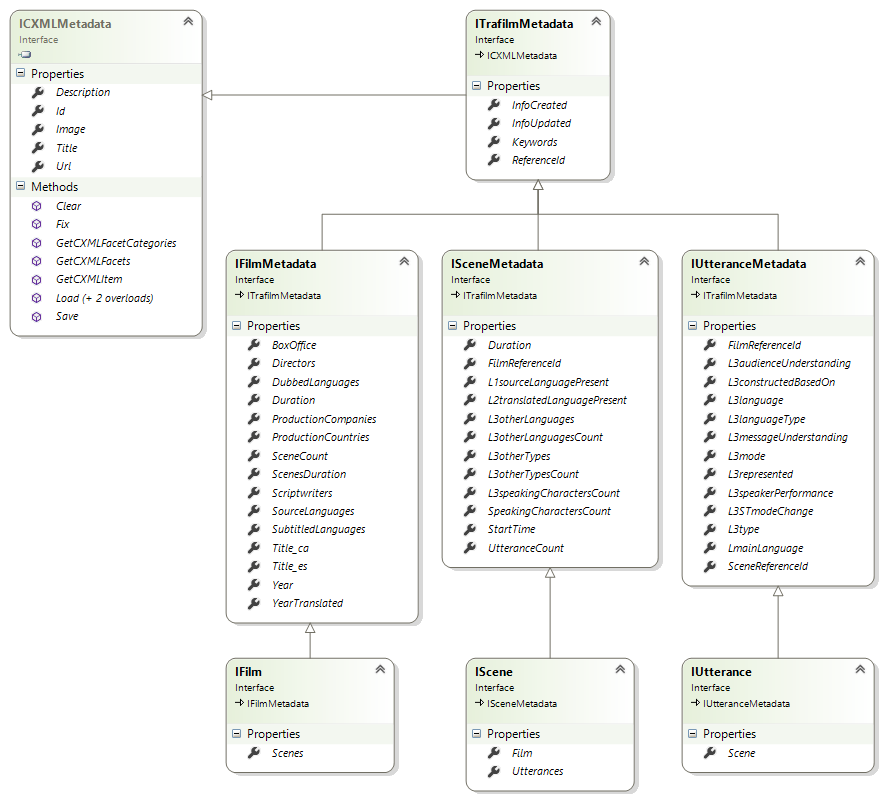 ICXMLMetadata
Interface
Properties
Description
Id
Image
Title
Url
Methods
Clear
Fix
GetCXMLFacetCategories
GetCXMLFacets
GetCXMLItem
Load (+ 2 overloads)
Save
ITrafilmMetadata
Interface
ICXMLMetadata
Properties
InfoCreated
InfoUpdated
Keywords
ReferenceId
IFilmMetadata
Interface
ITrafilmMetadata
Properties
BoxOffice
Directors
DubbedLanguages
Duration
ProductionCompanies
ProductionCountries
SceneCount
ScenesDuration
Scriptwriters
SourceLanguages
SubtitledLanguages
Title_ca
Title_es
Year
YearTranslated
ISceneMetadata
Interface
ITrafilmMetadata
Properties
Duration
FilmReferenceId
L1sourceLanguagePresent
L2translatedLanguagePresent
L3otherLanguages
L3otherLanguagesCount
L3otherTypes
L3otherTypesCount
L3speakingCharactersCount
SpeakingCharactersCount
StartTime
UtteranceCount
IUtteranceMetadata
Interface
ITrafilmMetadata
Properties
FilmReferenceId
L3audienceUnderstanding
L3constructedBasedOn
L3language
L3languageType
L3messageUnderstanding
L3mode
L3represented
L3speakerPerformance
L3STmodeChange
L3type
LmainLanguage
SceneReferenceId
IFilm
Interface
IFilmMetadata
Properties
Scenes
IScene
Interface
ISceneMetadata
Properties
Film
Utterances
IUtterance
Interface
IUtteranceMetadata
Properties
Scene